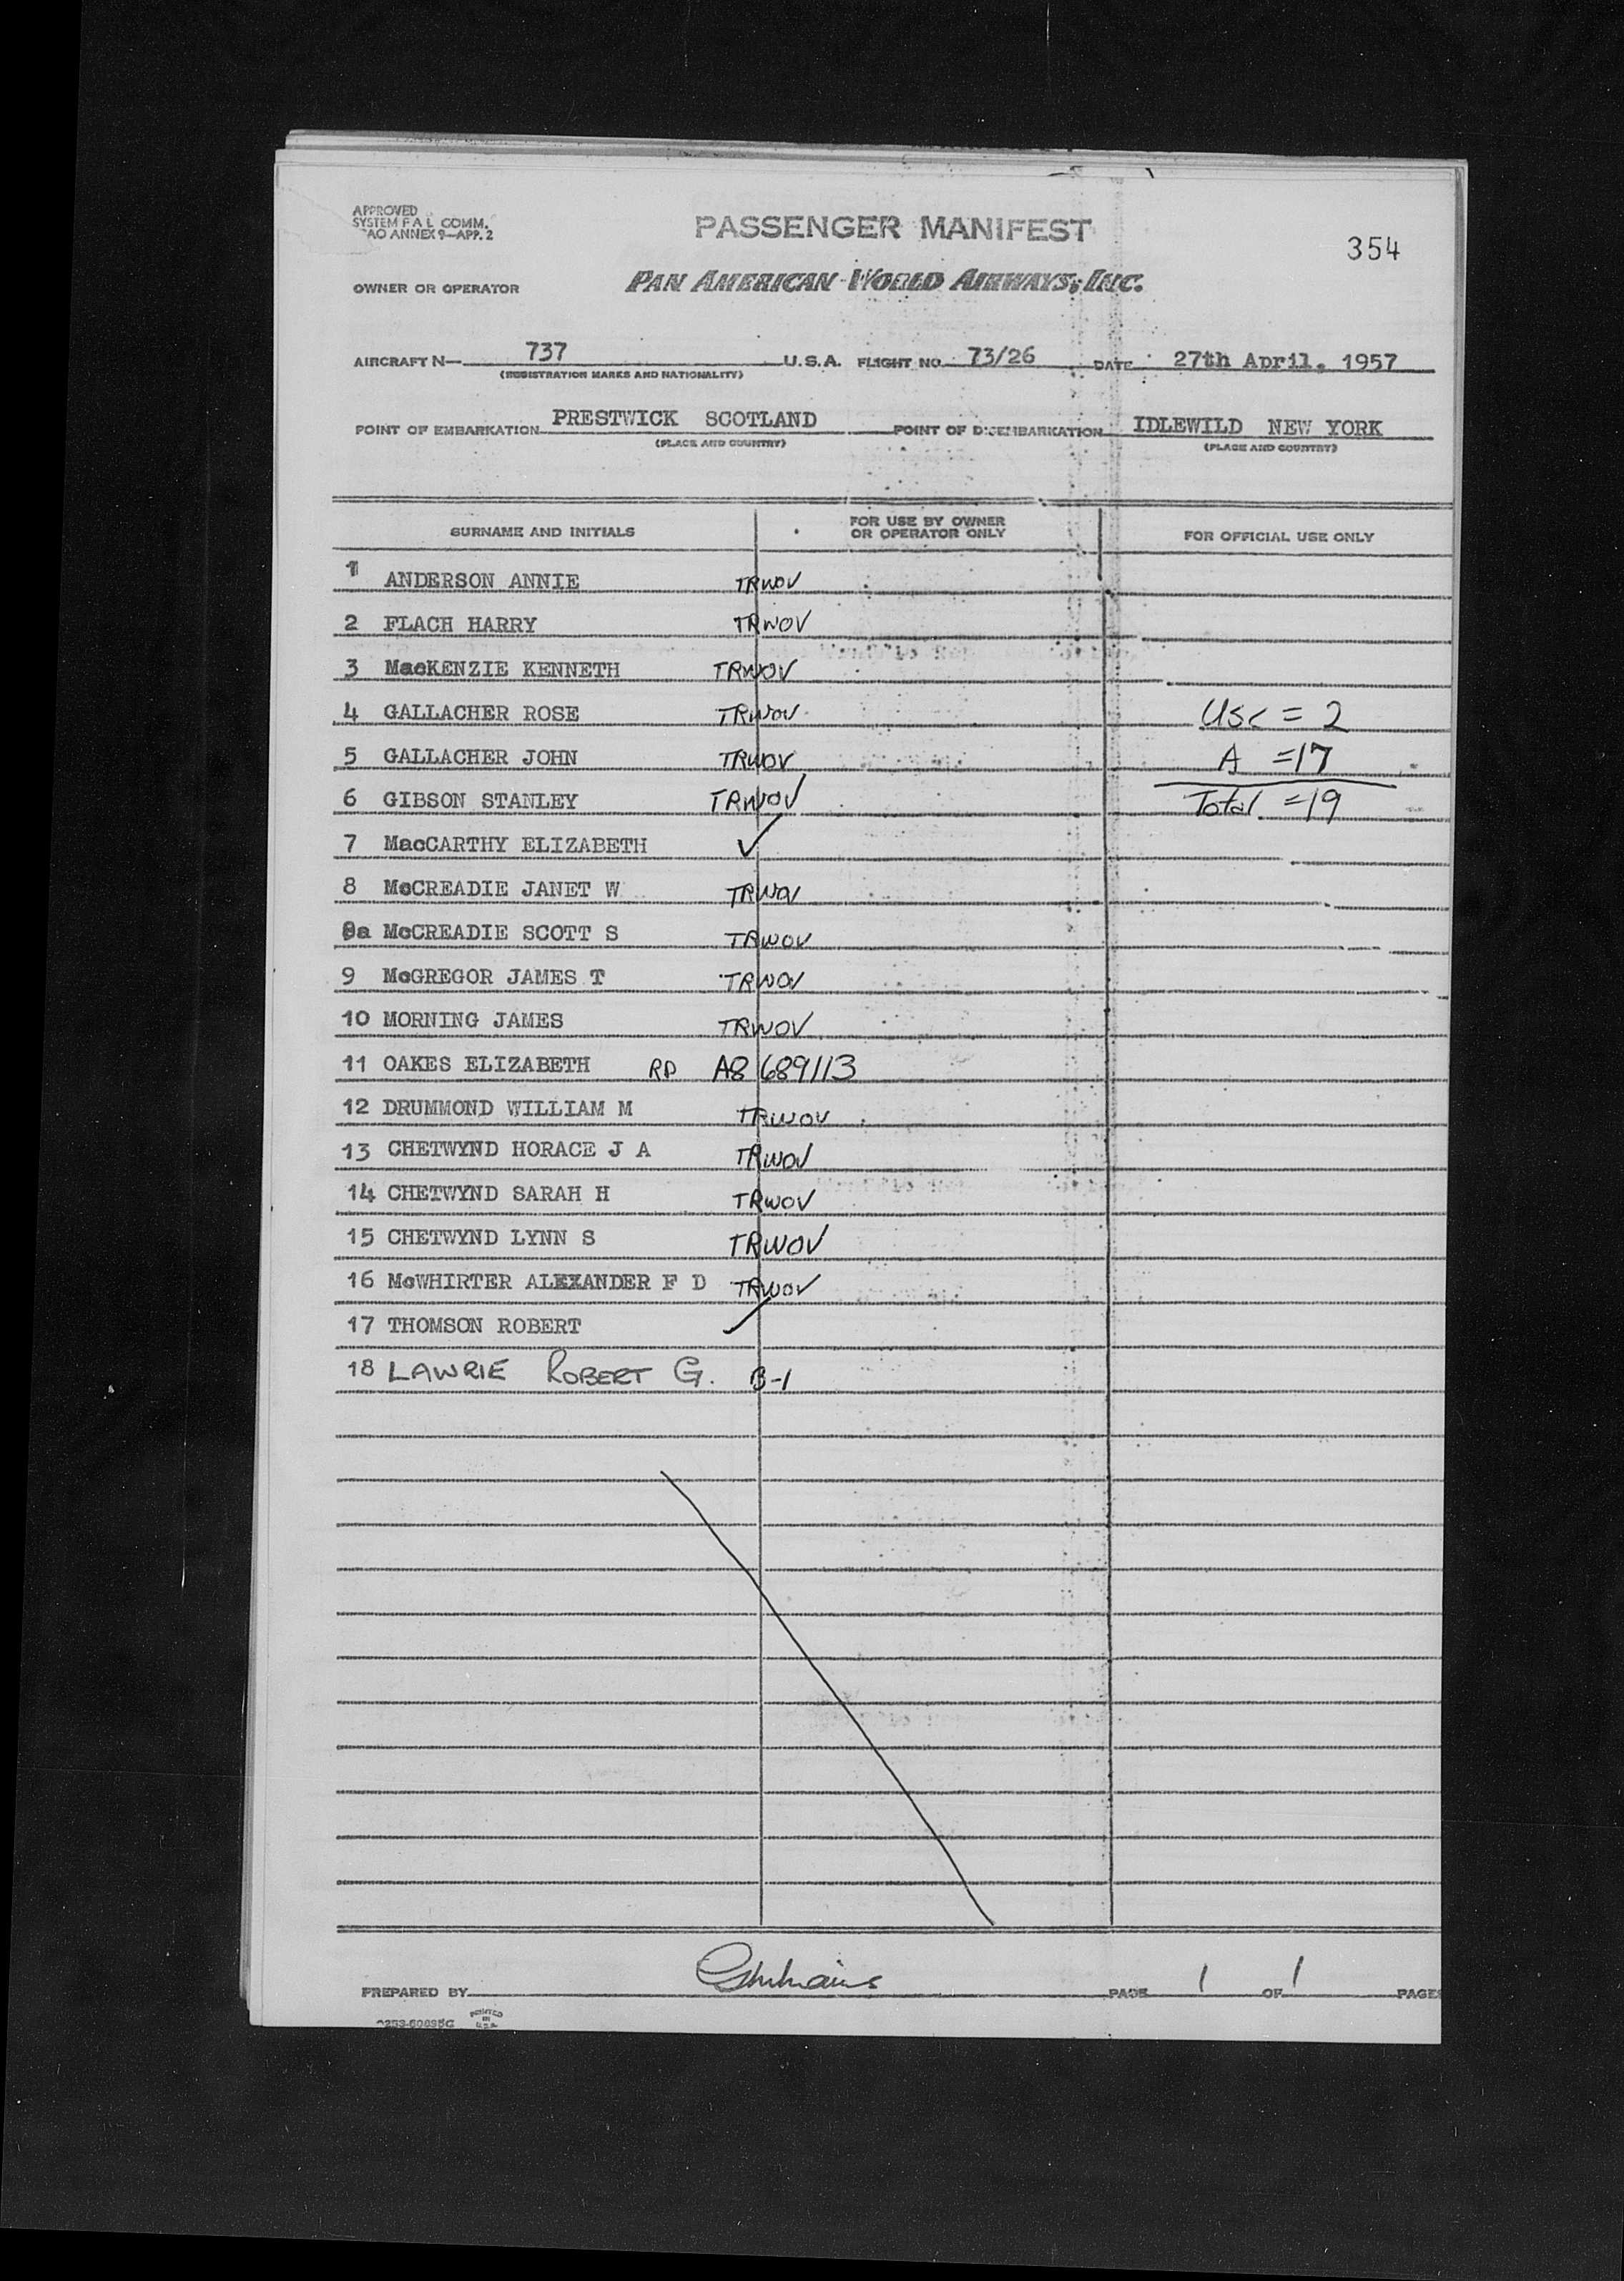 APPROVED
SYSTEM F A L COMM.
ICAO ANNEX 9—APP. 2
PASSENGER MANIFEST
354
OWNER OR OPERATOR PAN AMERICAN WORLD AIRWAYS, INC.
AIRCRAFT N— 737 U.S.A. FLIGHT NO. 73/26 DATE 27th April. 1957
(REGISTRATION MARKS AND NATIONALITY)
POINT OF EMBARKATION PRESTWICK SCOTLAND POINT OF DISEMBARKATION IDLEWILD NEW YORK
(PLACE AND COUNTRY) (PLACE AND COUNTRY)
SURNAME AND INITIALS FOR USE BY OWNER OR OPERATOR ONLY FOR OFFICIAL USE ONLY
1 ANDERSON ANNIE TRWOV
2 FLACH HARRY TRWOV
3 MacKENZIE KENNETH TRWOV
4 GALLACHER ROSE TRWOV USC = 2
5 GALLACHER JOHN TRWOV A =17
6 GIBSON STANLEY TRWOV Total =19
7 MacCARTHY ELIZABETH ✓
8 McCREADIE JANET W TRWOV
8a McCREADIE SCOTT S TRWOV
9 McGREGOR JAMES T TRWOV
10 MORNING JAMES TRWOV
11 OAKES ELIZABETH RP A8 689113
12 DRUMMOND WILLIAM M TRWOV
13 CHETWYND HORACE J A TRWOV
14 CHETWYND SARAH H TRWOV
15 CHETWYND LYNN S TRWOV
16 McWHIRTER ALEXANDER F D TRWOV
17 THOMSON ROBERT ✓
18 LAWRIE ROBERT G. B-1
PREPARED BY PAGE 1 OF 1 PAGES
PRINTED
IN
U.S.A.